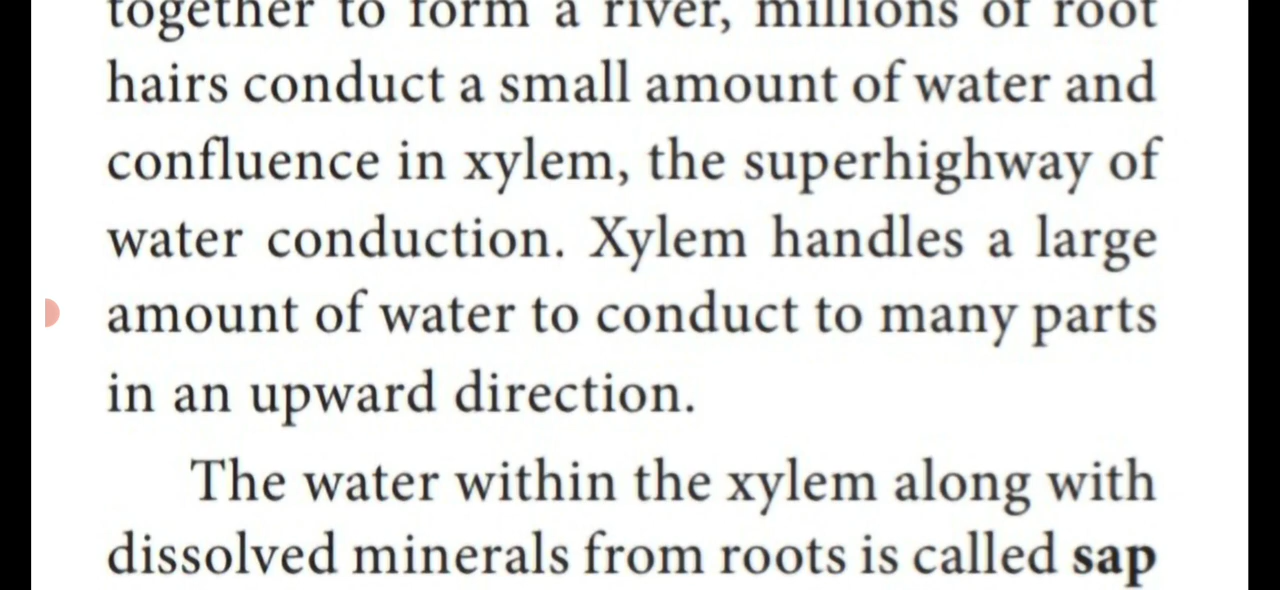 together to form a river, millions of root
hairs conduct a small amount of water and
confluence in xylem, the superhighway of
water conduction. Xylem handles a large
amount of water to conduct to many parts
in an upward direction.
The water within the xylem along with
dissolved minerals from roots is called sap